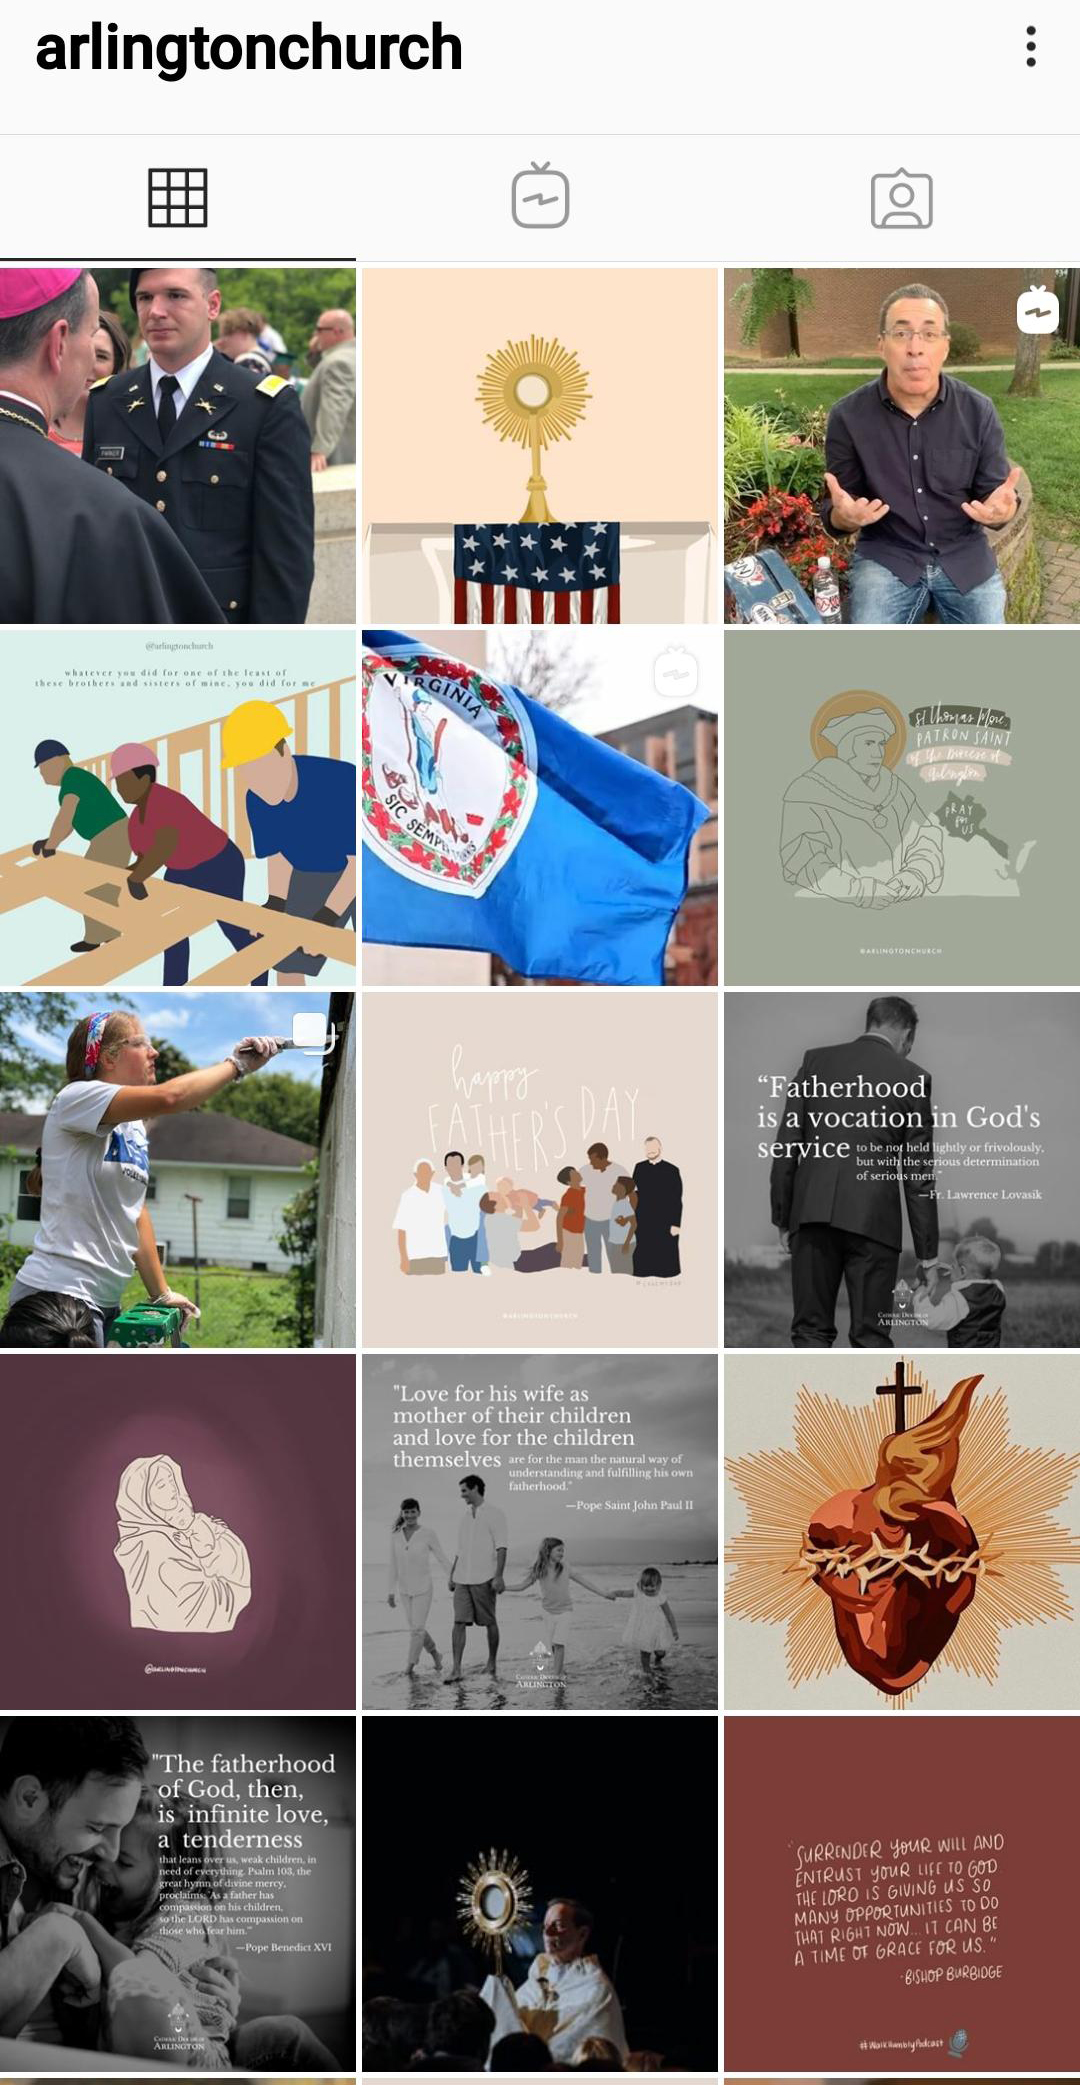 arlingtonchurch
PARKER
@arlingtonchurch
whatever you did for one of the least of
these brothers and sisters of mine, you did for me
VIRGINIA
SIC SEMPER
St Thomas More,
PATRON SAINT
of the Diocese of
Arlington
PRAY
FOR
US
@ARLINGTONCHURCH
happy
FATHER'S DAY
@ARLINGTONCHURCH
“Fatherhood
is a vocation in God's
service to be not held lightly or frivolously,
but with the serious determination
of serious men.”
—Fr. Lawrence Lovasik
CATHOLIC DIOCESE OF
ARLINGTON
@ARLINGTONCHURCH
"Love for his wife as
mother of their children
and love for the children
themselves are for the man the natural way of
understanding and fulfilling his own
fatherhood."
—Pope Saint John Paul II
CATHOLIC DIOCESE OF
ARLINGTON
"The fatherhood
of God, then,
is infinite love,
a tenderness
that leans over us, weak children, in
need of everything. Psalm 103, the
great hymn of divine mercy,
proclaims: 'As a father has
compassion on his children,
so the LORD has compassion on
those who fear him.'"
—Pope Benedict XVI
CATHOLIC DIOCESE OF
ARLINGTON
"SURRENDER YOUR WILL AND
ENTRUST YOUR LIFE TO GOD.
THE LORD IS GIVING US SO
MANY OPPORTUNITIES TO DO
THAT RIGHT NOW... IT CAN BE
A TIME OF GRACE FOR US."
-BISHOP BURBIDGE
#WalkHumblyPodcast